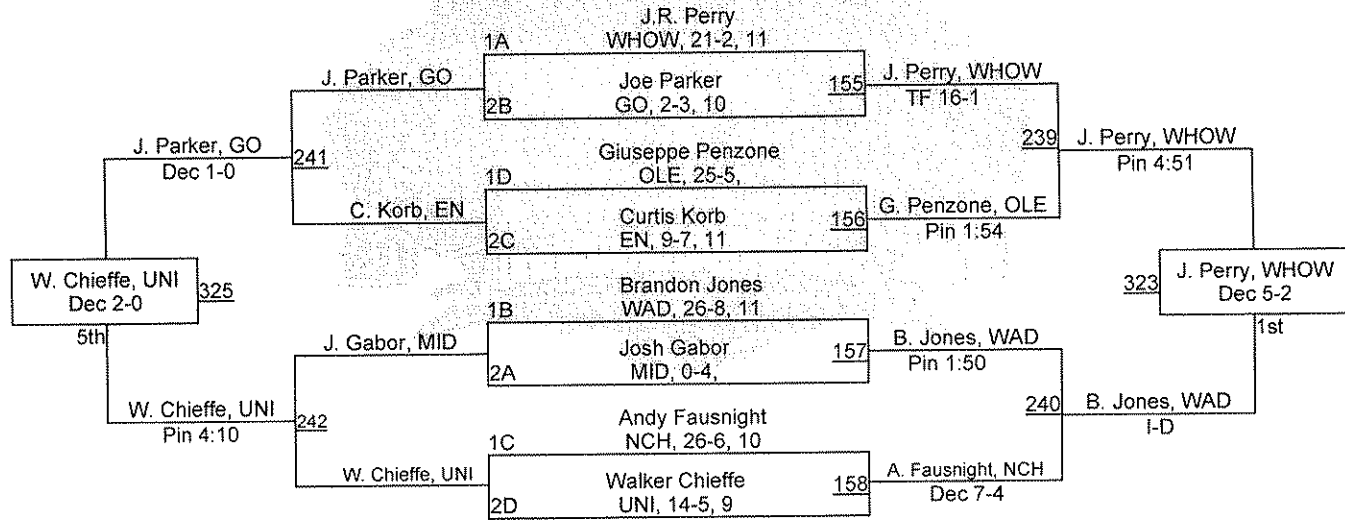 J.R. Perry
1A WHOW, 21-2, 11
J. Parker, GO
Joe Parker
2B GO, 2-3, 10
155 J. Perry, WHOW
TF 16-1
J. Parker, GO
Dec 1-0
241
Giuseppe Penzone
1D OLE, 25-5,
239 J. Perry, WHOW
Pin 4:51
C. Korb, EN
Curtis Korb
2C EN, 9-7, 11
156 G. Penzone, OLE
Pin 1:54
W. Chieffe, UNI
Dec 2-0
325
5th
Brandon Jones
1B WAD, 26-8, 11
323 J. Perry, WHOW
Dec 5-2
1st
J. Gabor, MID
Josh Gabor
2A MID, 0-4,
157 B. Jones, WAD
Pin 1:50
W. Chieffe, UNI
Pin 4:10
242
Andy Fausnight
1C NCH, 26-6, 10
240 B. Jones, WAD
I-D
W. Chieffe, UNI
Walker Chieffe
2D UNI, 14-5, 9
158 A. Fausnight, NCH
Dec 7-4